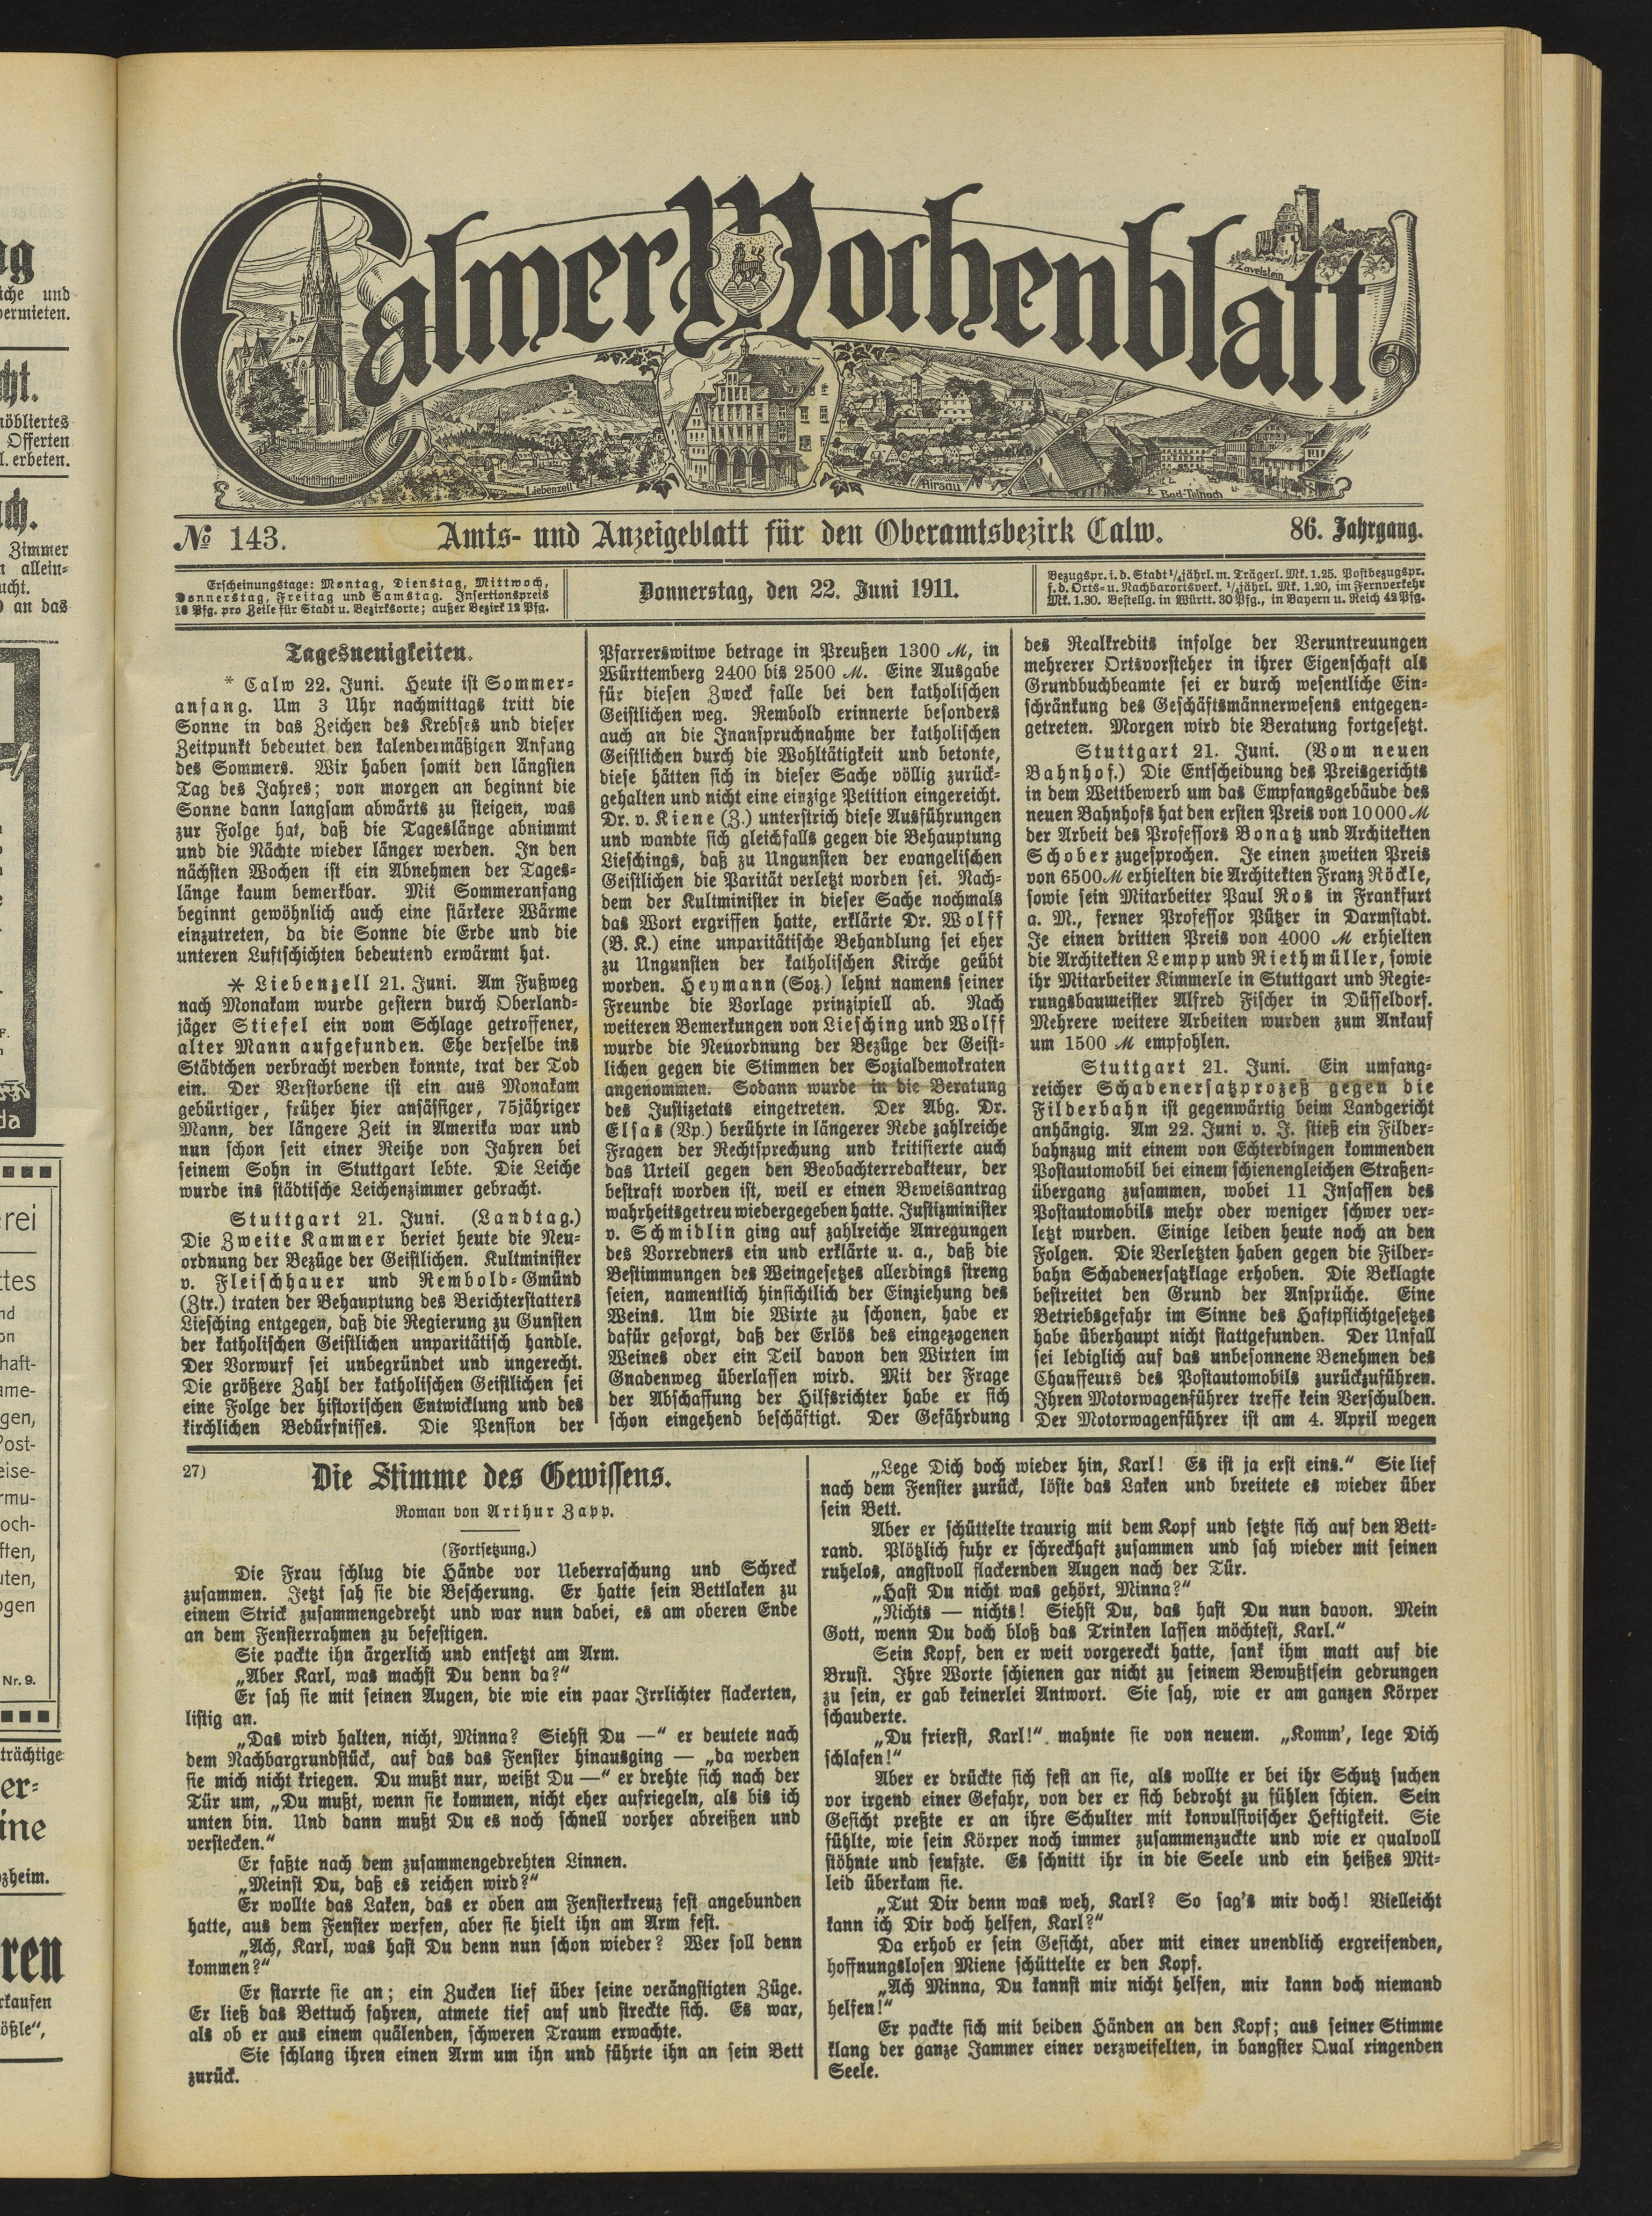 Calwer Wochenblatt
Zavelstein
Liebenzell
Rathaus
Hirsau
Bad-Teinach
№ 143.
Amts- und Anzeigeblatt für den Oberamtsbezirk Calw.
86. Jahrgang.
Erscheinungstage: Montag, Dienstag, Mittwoch,
Donnerstag, Freitag und Samstag. Insertionspreis
10 Pfg. pro Zeile für Stadt u. Bezirksorte; außer Bezirk 12 Pfg.
Donnerstag, den 22. Juni 1911.
Bezugspr. i. d. Stadt ¼jährl. m. Trägerl. Mk. 1.25. Postbezugspr.
f. d. Orts- u. Nachbarortsverk. ¼jährl. Mk. 1.20, im Fernverkehr
Mk. 1.30. Bestellg. in Württ. 30 Pfg., in Bayern u. Reich 42 Pfg.
Tagesneuigkeiten.
* Calw 22. Juni. Heute ist Sommer-
anfang. Um 3 Uhr nachmittags tritt die
Sonne in das Zeichen des Krebses und dieser
Zeitpunkt bedeutet den kalendermäßigen Anfang
des Sommers. Wir haben somit den längsten
Tag des Jahres; von morgen an beginnt die
Sonne dann langsam abwärts zu steigen, was
zur Folge hat, daß die Tageslänge abnimmt
und die Nächte wieder länger werden. In den
nächsten Wochen ist ein Abnehmen der Tages-
länge kaum bemerkbar. Mit Sommeranfang
beginnt gewöhnlich auch eine stärkere Wärme
einzutreten, da die Sonne die Erde und die
unteren Luftschichten bedeutend erwärmt hat.
* Liebenzell 21. Juni. Am Fußweg
nach Monakam wurde gestern durch Oberland-
jäger Stiefel ein vom Schlage getroffener,
alter Mann aufgefunden. Ehe derselbe ins
Städtchen verbracht werden konnte, trat der Tod
ein. Der Verstorbene ist ein aus Monakam
gebürtiger, früher hier ansässiger, 75jähriger
Mann, der längere Zeit in Amerika war und
nun schon seit einer Reihe von Jahren bei
seinem Sohn in Stuttgart lebte. Die Leiche
wurde ins städtische Leichenzimmer gebracht.
Stuttgart 21. Juni. (Landtag.)
Die Zweite Kammer beriet heute die Neu-
ordnung der Bezüge der Geistlichen. Kultminister
v. Fleischhauer und Rembold-Gmünd
(Ztr.) traten der Behauptung des Berichterstatters
Liesching entgegen, daß die Regierung zu Gunsten
der katholischen Geistlichen unparitätisch handle.
Der Vorwurf sei unbegründet und ungerecht.
Die größere Zahl der katholischen Geistlichen sei
eine Folge der historischen Entwicklung und des
kirchlichen Bedürfnisses. Die Pension der
Pfarrerswitwe betrage in Preußen 1300 M, in
Württemberg 2400 bis 2500 M. Eine Ausgabe
für diesen Zweck falle bei den katholischen
Geistlichen weg. Rembold erinnerte besonders
auch an die Inanspruchnahme der katholischen
Geistlichen durch die Wohltätigkeit und betonte,
diese hätten sich in dieser Sache völlig zurück-
gehalten und nicht eine einzige Petition eingereicht.
Dr. v. Kiene (Z.) unterstrich diese Ausführungen
und wandte sich gleichfalls gegen die Behauptung
Lieschings, daß zu Ungunsten der evangelischen
Geistlichen die Parität verletzt worden sei. Nach-
dem der Kultminister in dieser Sache nochmals
das Wort ergriffen hatte, erklärte Dr. Wolff
(B. K.) eine unparitätische Behandlung sei eher
zu Ungunsten der katholischen Kirche geübt
worden. Heymann (Soz.) lehnt namens seiner
Freunde die Vorlage prinzipiell ab. Nach
weiteren Bemerkungen von Liesching und Wolff
wurde die Neuordnung der Bezüge der Geist-
lichen gegen die Stimmen der Sozialdemokraten
angenommen. Sodann wurde in die Beratung
des Justizetats eingetreten. Der Abg. Dr.
Elsas (Vp.) berührte in längerer Rede zahlreiche
Fragen der Rechtsprechung und kritisierte auch
das Urteil gegen den Beobachterredakteur, der
bestraft worden ist, weil er einen Beweisantrag
wahrheitsgetreu wiedergegeben hatte. Justizminister
v. Schmidlin ging auf zahlreiche Anregungen
des Vorredners ein und erklärte u. a., daß die
Bestimmungen des Weingesetzes allerdings streng
seien, namentlich hinsichtlich der Einziehung des
Weins. Um die Wirte zu schonen, habe er
dafür gesorgt, daß der Erlös des eingezogenen
Weines oder ein Teil davon den Wirten im
Gnadenweg überlassen wird. Mit der Frage
der Abschaffung der Hilfsrichter habe er sich
schon eingehend beschäftigt. Der Gefährdung
des Realkredits infolge der Veruntreuungen
mehrerer Ortsvorsteher in ihrer Eigenschaft als
Grundbuchbeamte sei er durch wesentliche Ein-
schränkung des Geschäftsmännerwesens entgegen-
getreten. Morgen wird die Beratung fortgesetzt.
Stuttgart 21. Juni. (Vom neuen
Bahnhof.) Die Entscheidung des Preisgerichts
in dem Wettbewerb um das Empfangsgebäude des
neuen Bahnhofs hat den ersten Preis von 10000 M
der Arbeit des Professors Bonatz und Architekten
Schober zugesprochen. Je einen zweiten Preis
von 6500 M erhielten die Architekten Franz Röckle,
sowie sein Mitarbeiter Paul Ros in Frankfurt
a. M., ferner Professor Pützer in Darmstadt.
Je einen dritten Preis von 4000 M erhielten
die Architekten Lempp und Riethmüller, sowie
ihr Mitarbeiter Kimmerle in Stuttgart und Regie-
rungsbaumeister Alfred Fischer in Düsseldorf.
Mehrere weitere Arbeiten wurden zum Ankauf
um 1500 M empfohlen.
Stuttgart 21. Juni. Ein umfang-
reicher Schadenersatzprozeß gegen die
Filderbahn ist gegenwärtig beim Landgericht
anhängig. Am 22. Juni v. J. stieß ein Filder-
bahnzug mit einem von Echterdingen kommenden
Postautomobil bei einem schienengleichen Straßen-
übergang zusammen, wobei 11 Insassen des
Postautomobils mehr oder weniger schwer ver-
letzt wurden. Einige leiden heute noch an den
Folgen. Die Verletzten haben gegen die Filder-
bahn Schadenersatzklage erhoben. Die Beklagte
bestreitet den Grund der Ansprüche. Eine
Betriebsgefahr im Sinne des Haftpflichtgesetzes
habe überhaupt nicht stattgefunden. Der Unfall
sei lediglich auf das unbesonnene Benehmen des
Chauffeurs des Postautomobils zurückzuführen.
Ihren Motorwagenführer treffe kein Verschulden.
Der Motorwagenführer ist am 4. April wegen
27)
Die Stimme des Gewissens.
Roman von Arthur Zapp.
(Fortsetzung.)
Die Frau schlug die Hände vor Ueberraschung und Schreck
zusammen. Jetzt sah sie die Bescherung. Er hatte sein Bettlaken zu
einem Strick zusammengedreht und war nun dabei, es am oberen Ende
an dem Fensterrahmen zu befestigen.
Sie packte ihn ärgerlich und entsetzt am Arm.
„Aber Karl, was machst Du denn da?“
Er sah sie mit seinen Augen, die wie ein paar Irrlichter flackerten,
listig an.
„Das wird halten, nicht, Minna? Siehst Du —“ er deutete nach
dem Nachbargrundstück, auf das das Fenster hinausging — „da werden
sie mich nicht kriegen. Du mußt nur, weißt Du —“ er drehte sich nach der
Tür um, „Du mußt, wenn sie kommen, nicht eher aufriegeln, als bis ich
unten bin. Und dann mußt Du es noch schnell vorher abreißen und
verstecken.“
Er faßte nach dem zusammengedrehten Linnen.
„Meinst Du, daß es reichen wird?“
Er wollte das Laken, das er oben am Fensterkreuz fest angebunden
hatte, aus dem Fenster werfen, aber sie hielt ihn am Arm fest.
„Ach, Karl, was hast Du denn nun schon wieder? Wer soll denn
kommen?“
Er starrte sie an; ein Zucken lief über seine verängstigten Züge.
Er ließ das Bettuch fahren, atmete tief auf und streckte sich. Es war,
als ob er aus einem quälenden, schweren Traum erwachte.
Sie schlang ihren einen Arm um ihn und führte ihn an sein Bett
zurück.
„Lege Dich doch wieder hin, Karl! Es ist ja erst eins.“ Sie lief
nach dem Fenster zurück, löste das Laken und breitete es wieder über
sein Bett.
Aber er schüttelte traurig mit dem Kopf und setzte sich auf den Bett-
rand. Plötzlich fuhr er schreckhaft zusammen und sah wieder mit seinen
ruhelos, angstvoll flackernden Augen nach der Tür.
„Hast Du nicht was gehört, Minna?“
„Nichts — nichts! Siehst Du, das hast Du nun davon. Mein
Gott, wenn Du doch bloß das Trinken lassen möchtest, Karl.“
Sein Kopf, den er weit vorgereckt hatte, sank ihm matt auf die
Brust. Ihre Worte schienen gar nicht zu seinem Bewußtsein gedrungen
zu sein, er gab keinerlei Antwort. Sie sah, wie er am ganzen Körper
schauderte.
„Du frierst, Karl!“ mahnte sie von neuem. „Komm', lege Dich
schlafen!“
Aber er drückte sich fest an sie, als wollte er bei ihr Schutz suchen
vor irgend einer Gefahr, von der er sich bedroht zu fühlen schien. Sein
Gesicht preßte er an ihre Schulter mit konvulsivischer Heftigkeit. Sie
fühlte, wie sein Körper noch immer zusammenzuckte und wie er qualvoll
stöhnte und seufzte. Es schnitt ihr in die Seele und ein heißes Mit-
leid überkam sie.
„Tut Dir denn was weh, Karl? So sag's mir doch! Vielleicht
kann ich Dir doch helfen, Karl?“
Da erhob er sein Gesicht, aber mit einer unendlich ergreifenden,
hoffnungslosen Miene schüttelte er den Kopf.
„Ach Minna, Du kannst mir nicht helfen, mir kann doch niemand
helfen!“
Er packte sich mit beiden Händen an den Kopf; aus seiner Stimme
klang der ganze Jammer einer verzweifelten, in bangster Qual ringenden
Seele.